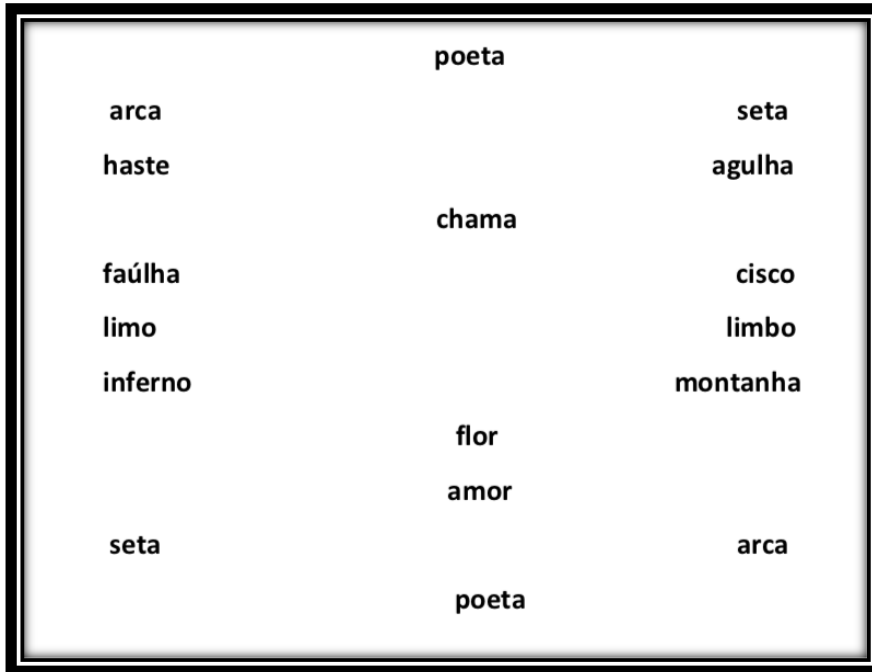 poeta
arca seta
haste agulha
chama
faúlha cisco
limo limbo
inferno montanha
flor
amor
seta arca
poeta